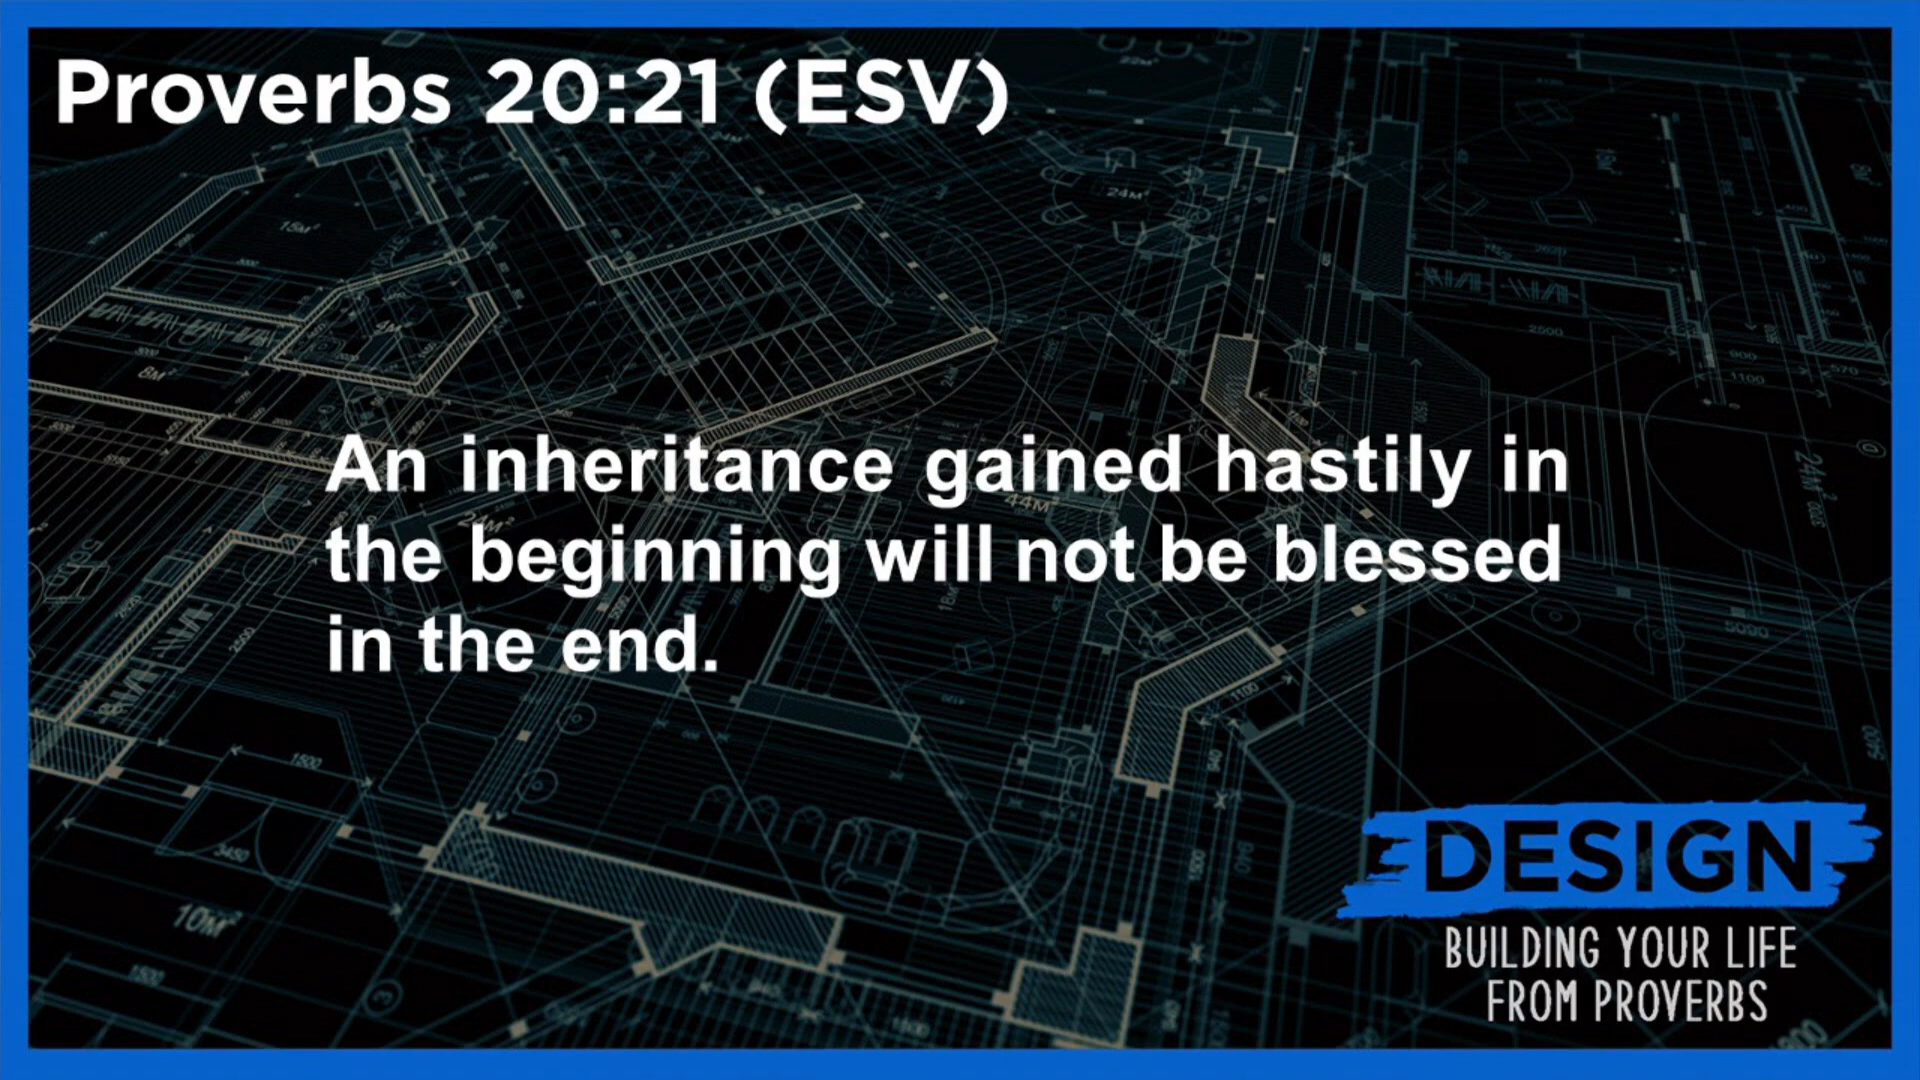 Proverbs 20:21 (ESV)
An inheritance gained hastily in
the beginning will not be blessed
in the end.
DESIGN
BUILDING YOUR LIFE
FROM PROVERBS